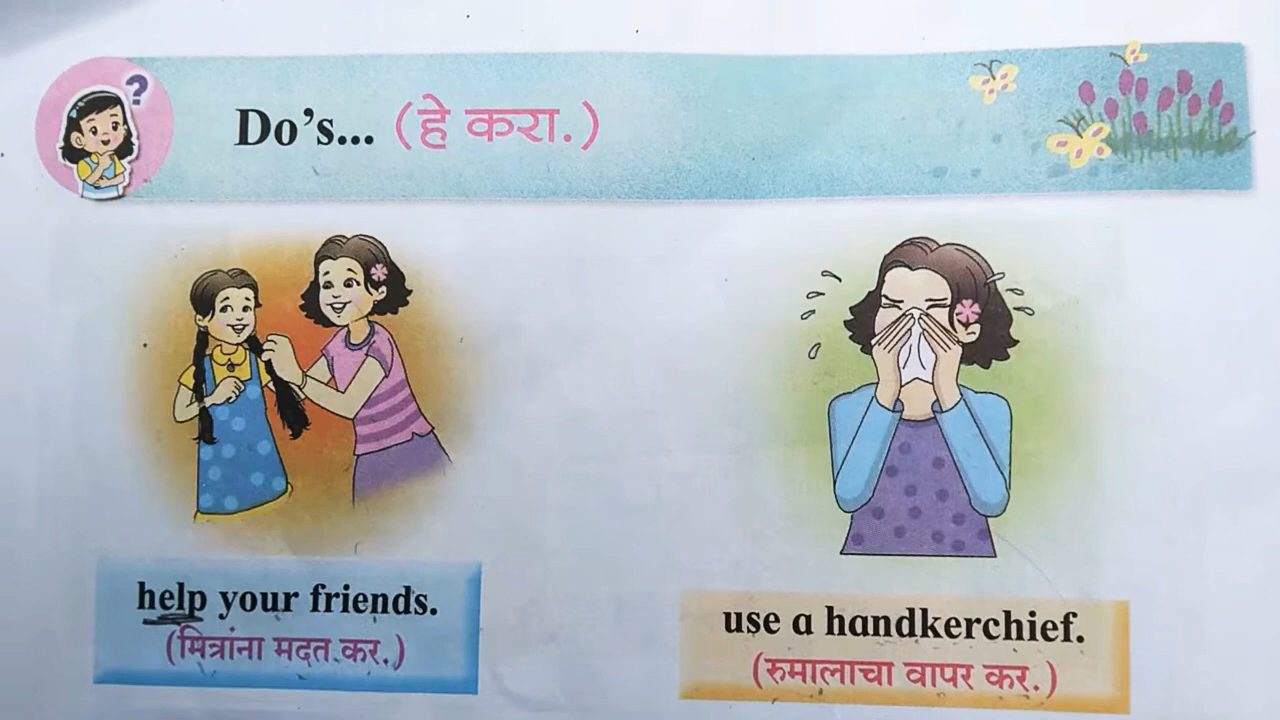 ?
Do's... (हे करा.)
help your friends.
(मित्रांना मदत कर.)
use a handkerchief.
(रुमालाचा वापर कर.)